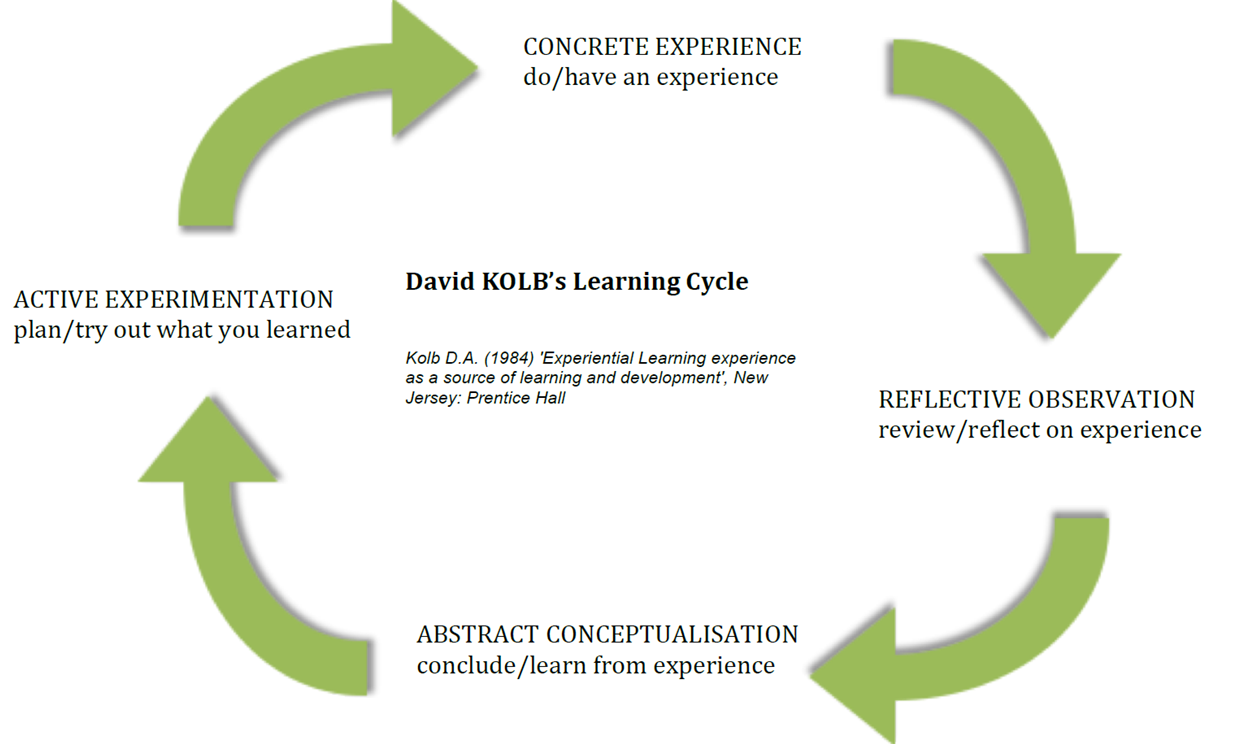 CONCRETE EXPERIENCE
do/have an experience
David KOLB’s Learning Cycle
ACTIVE EXPERIMENTATION
plan/try out what you learned
Kolb D.A. (1984) 'Experiential Learning experience
as a source of learning and development', New
Jersey: Prentice Hall
REFLECTIVE OBSERVATION
review/reflect on experience
ABSTRACT CONCEPTUALISATION
conclude/learn from experience